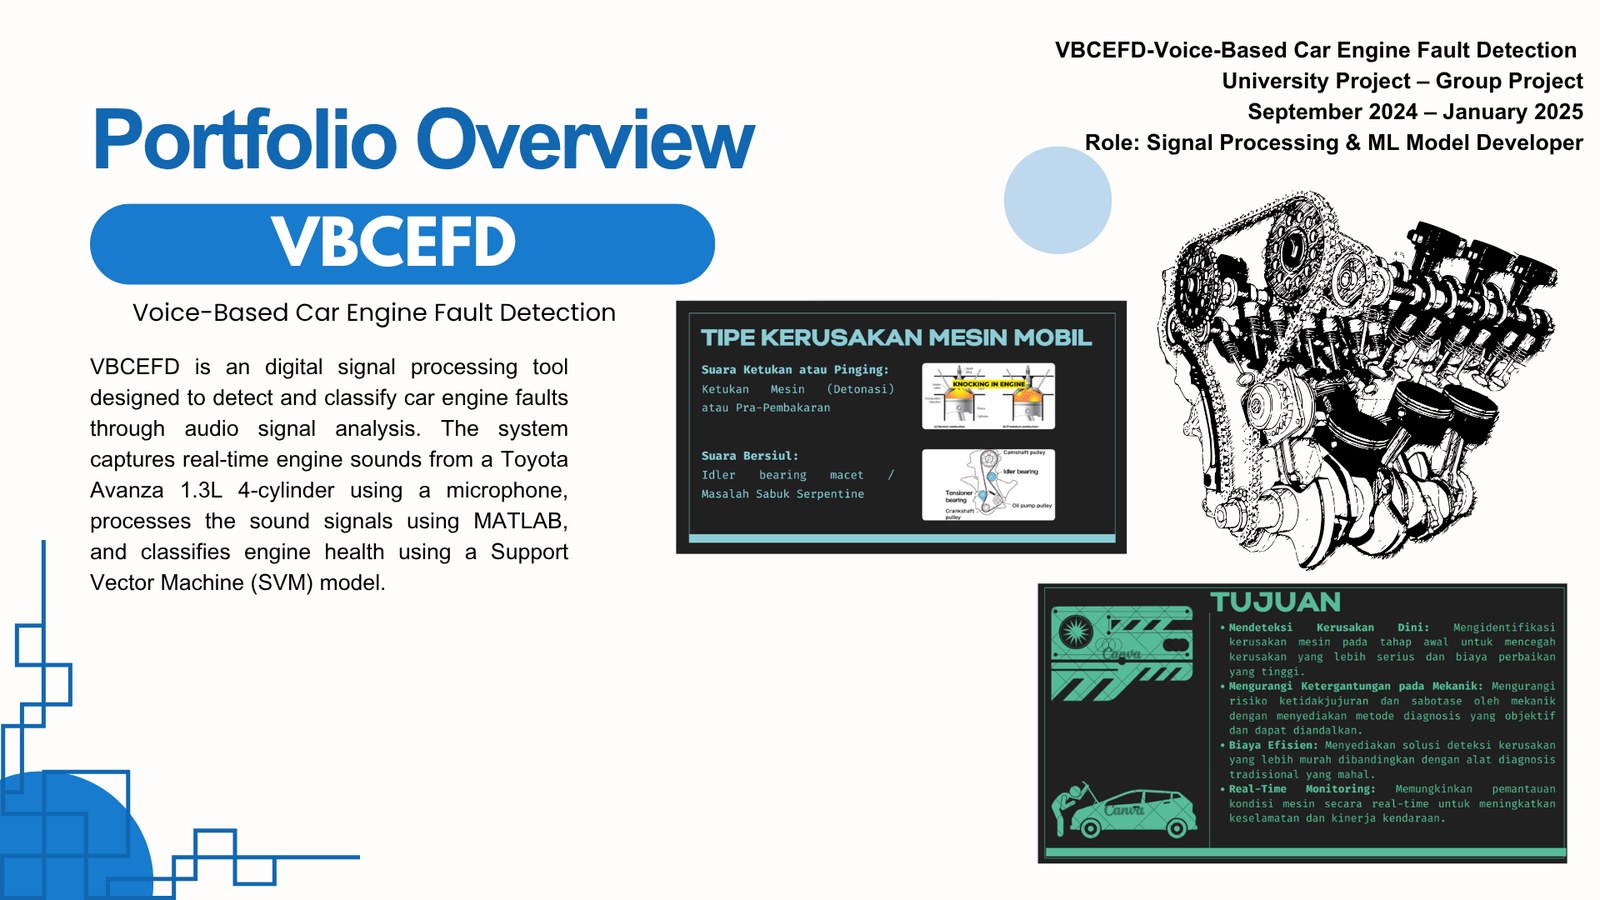 VBCEFD-Voice-Based Car Engine Fault Detection
University Project – Group Project
September 2024 – January 2025
Role: Signal Processing & ML Model Developer
Portfolio Overview
VBCEFD
Voice-Based Car Engine Fault Detection
VBCEFD is an digital signal processing tool
designed to detect and classify car engine faults
through audio signal analysis. The system
captures real-time engine sounds from a Toyota
Avanza 1.3L 4-cylinder using a microphone,
processes the sound signals using MATLAB,
and classifies engine health using a Support
Vector Machine (SVM) model.
TIPE KERUSAKAN MESIN MOBIL
Suara Ketukan atau Pinging:
Ketukan Mesin (Detonasi)
atau Pra-Pembakaran
KNOCKING IN ENGINE
Suara Bersiul:
Idler bearing macet /
Masalah Sabuk Serpentine
Camshaft pulley
Idler bearing
Tensioner
bearing
Oil pump pulley
Crankshaft
pulley
TUJUAN
• Mendeteksi Kerusakan Dini: Mengidentifikasi
kerusakan mesin pada tahap awal untuk mencegah
kerusakan yang lebih serius dan biaya perbaikan
yang tinggi.
• Mengurangi Ketergantungan pada Mekanik: Mengurangi
risiko ketidakjujuran dan sabotase oleh mekanik
dengan menyediakan metode diagnosis yang objektif
dan dapat diandalkan.
• Biaya Efisien: Menyediakan solusi deteksi kerusakan
yang lebih murah dibandingkan dengan alat diagnosis
tradisional yang mahal.
• Real-Time Monitoring: Memungkinkan pemantauan
kondisi mesin secara real-time untuk meningkatkan
keselamatan dan kinerja kendaraan.
Canva
Canva